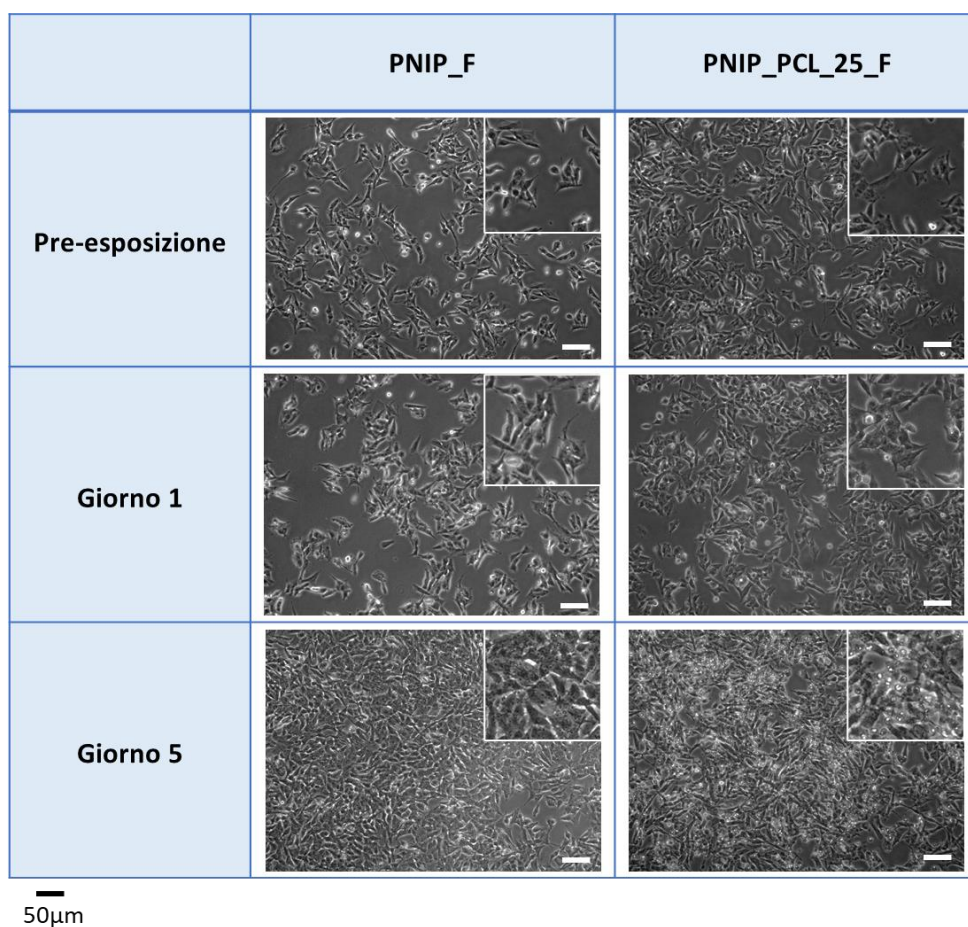 PNIP_F
PNIP_PCL_25_F
Pre-esposizione
Giorno 1
Giorno 5
50µm